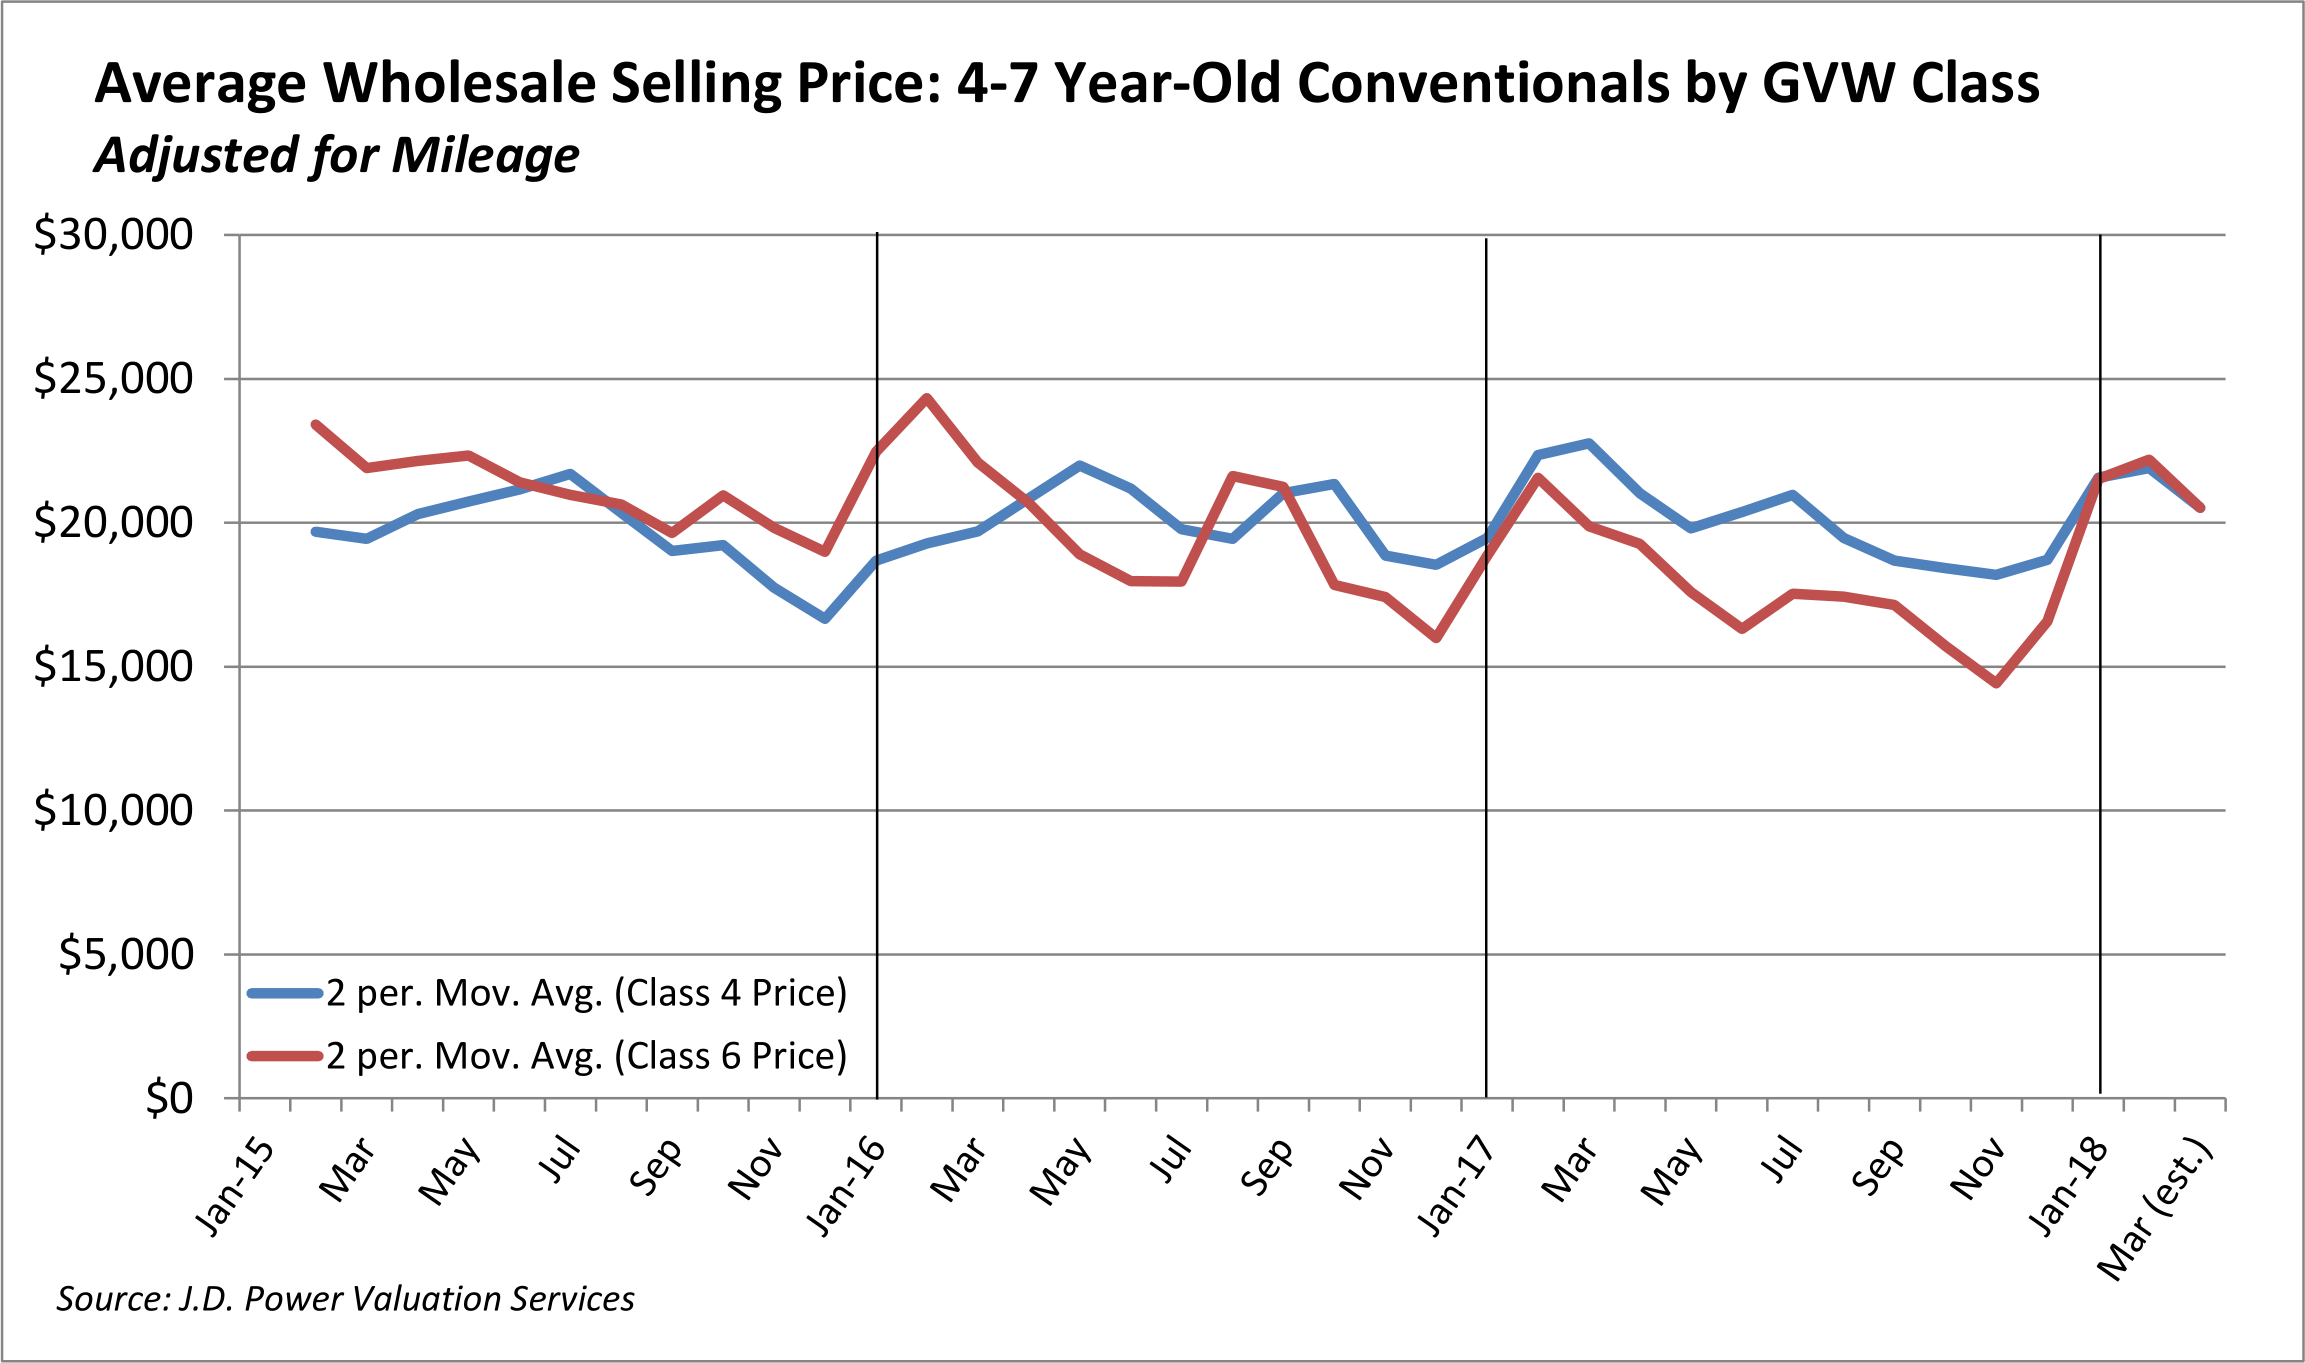 Average Wholesale Selling Price: 4-7 Year-Old Conventionals by GVW Class
Adjusted for Mileage
$30,000
$25,000
$20,000
$15,000
$10,000
$5,000
$0
2 per. Mov. Avg. (Class 4 Price)
2 per. Mov. Avg. (Class 6 Price)
Jan-15
Mar
May
Jul
Sep
Nov
Jan-16
Mar
May
Jul
Sep
Nov
Jan-17
Mar
May
Jul
Sep
Nov
Jan-18
Mar (est.)
Source: J.D. Power Valuation Services